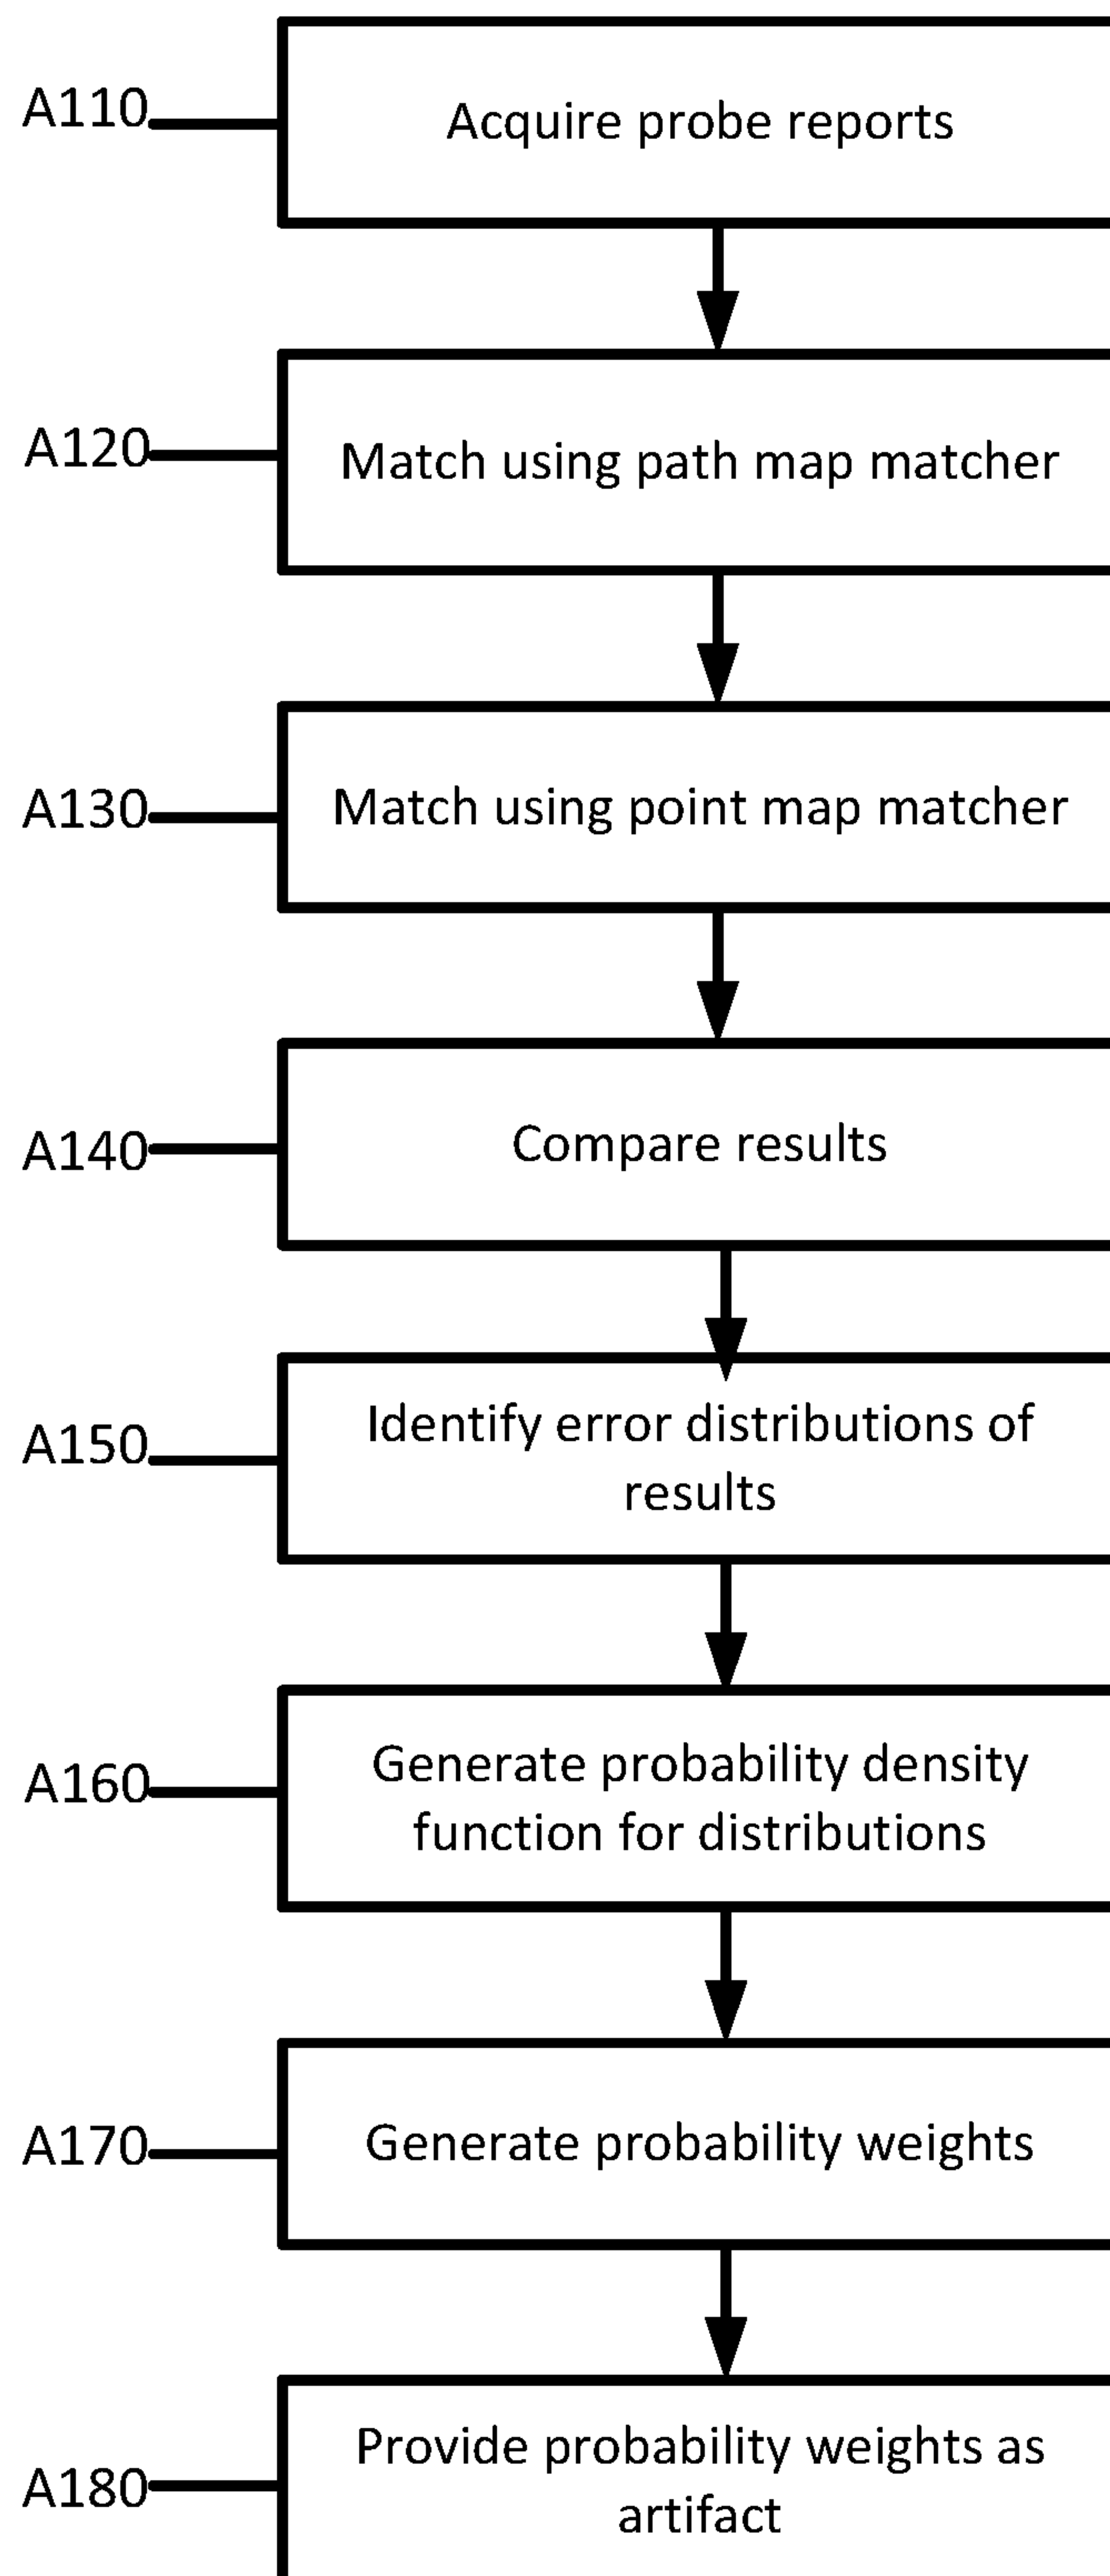 A110
Acquire probe reports
A120
Match using path map matcher
A130
Match using point map matcher
A140
Compare results
A150
Identify error distributions of
results
A160
Generate probability density
function for distributions
A170
Generate probability weights
A180
Provide probability weights as
artifact